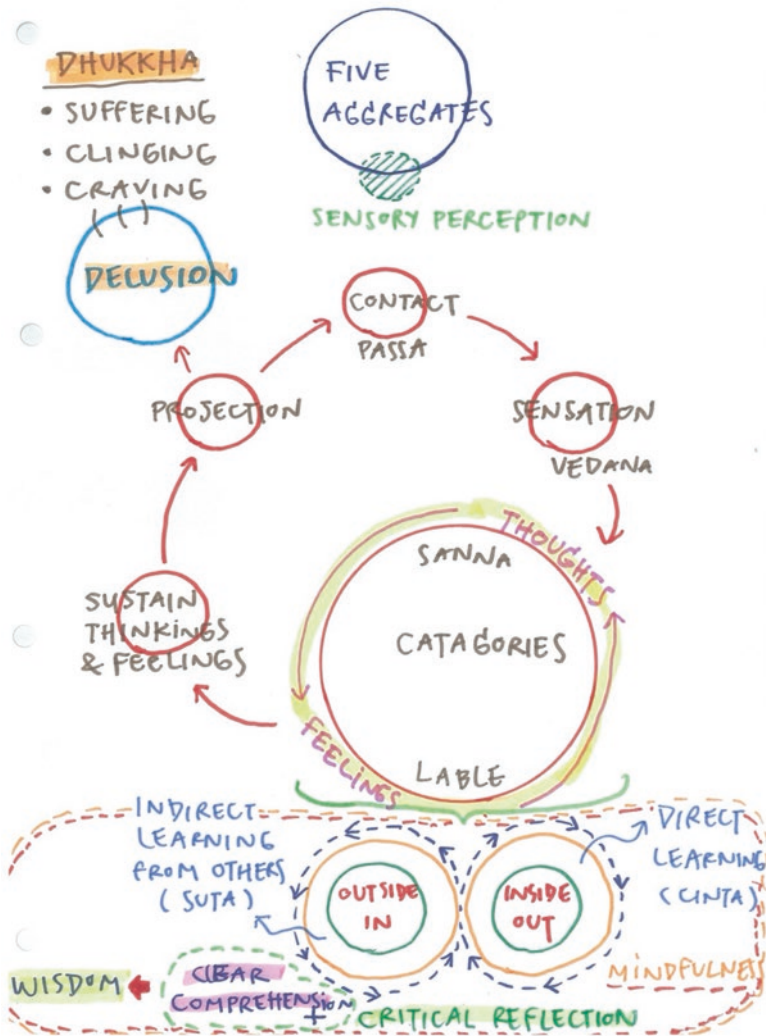 DHUKKHA
• SUFFERING
• CLINGING
• CRAVING
DELUSION
FIVE
AGGREGATES
SENSORY PERCEPTION
CONTACT
PASSA
PROJECTION
SENSATION
VEDANA
THOUGHTS
SANNA
CATAGORIES
LABLE
FEELINGS
SUSTAIN
THINKINGS
& FEELINGS
INDIRECT
LEARNING
FROM OTHERS
(SUTA)
OUTSIDE
IN
INSIDE
OUT
DIRECT
LEARNING
(CINTA)
MINDFULNESS
WISDOM
CLEAR
COMPREHENSION
+
CRITICAL REFLECTION